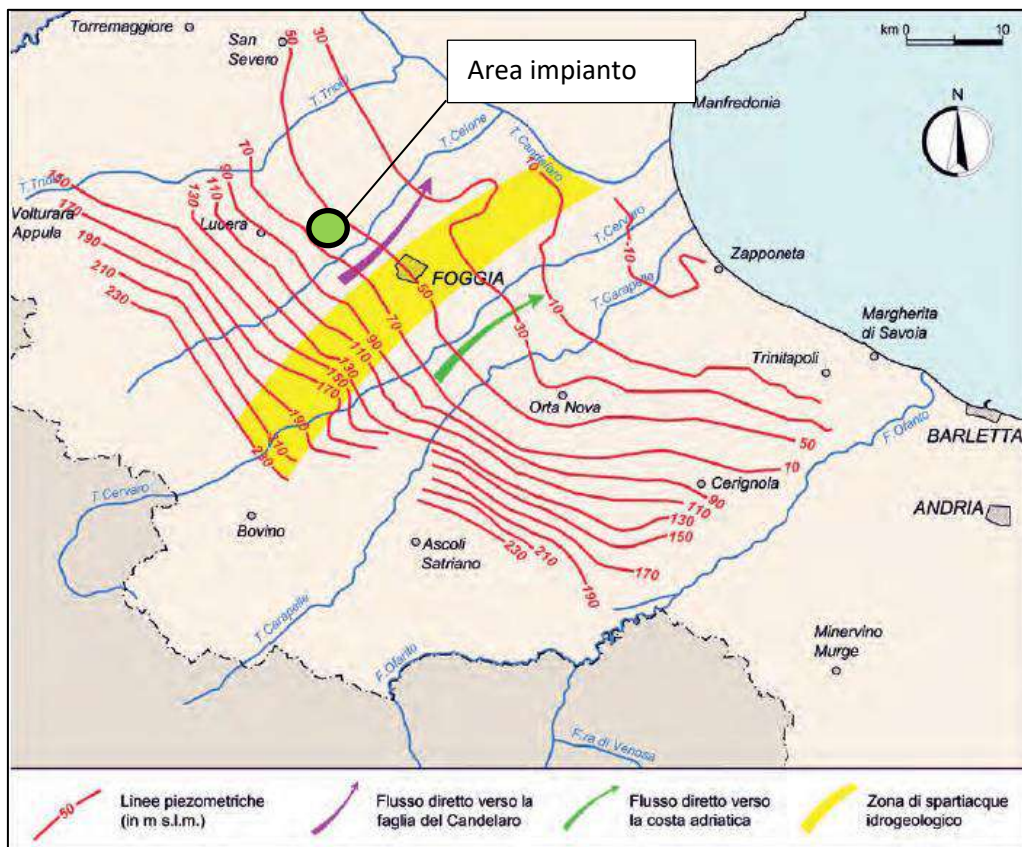 Torremaggiore
San
Severo
50
30
km 0 10
Area impianto
Manfredonia
N
T.Triolo
T.Celone
T.Candelaro
70
10
90
110
130
150
T.Triolo
170
Volturara
Appula
190
210
230
Lucera
FOGGIA
50
T.Cervaro
-10
Zapponeta
T.Carapelle
10
70
90
30
Margherita
di Savoia
110
130
150
170
Trinitapoli
Orta Nova
190
210
230
50
BARLETTA
F.Ofanto
10
T.Cervaro
Cerignola
90
110
130
150
ANDRIA
Bovino
Ascoli
Satriano
230
210
170
190
T.Carapelle
Minervino
Murge
F.Ofanto
F.ra di Venosa
50
Linee piezometriche
(in m s.l.m.)
Flusso diretto verso la
faglia del Candelaro
Flusso diretto verso
la costa adriatica
Zona di spartiacque
idrogeologico